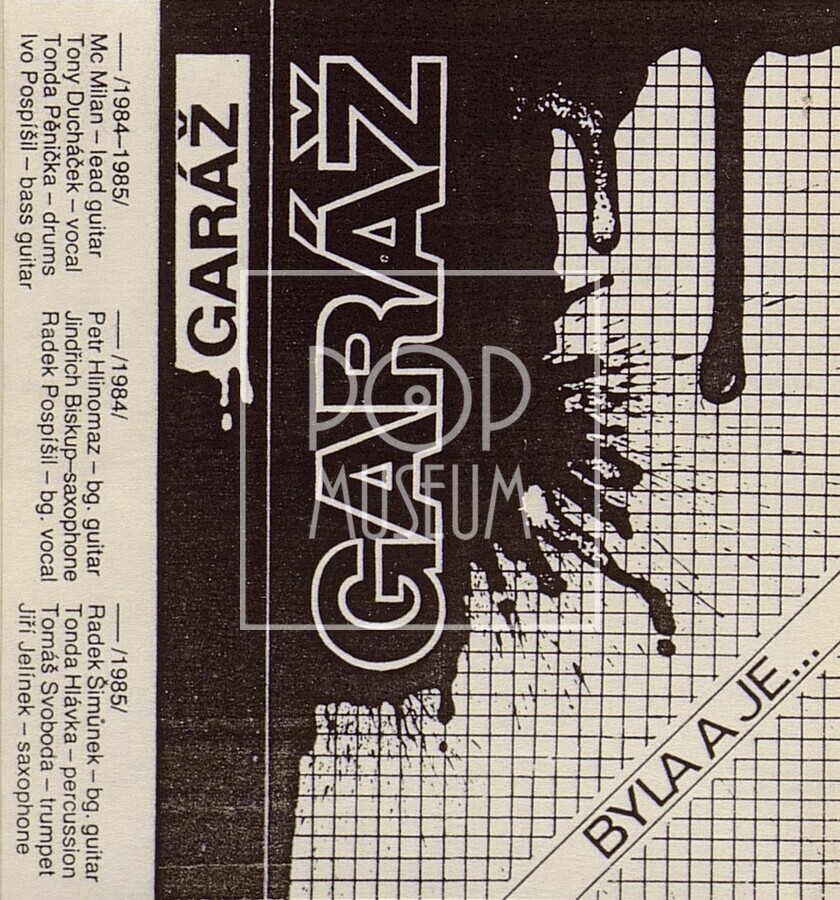 —— /1984–1985/
Mc Milan – lead guitar
Tony Ducháček – vocal
Tonda Pěnička – drums
Ivo Pospíšil – bass guitar
—— /1984/
Petr Hlinomaz – bg. guitar
Jindřich Biskup–saxophone
Radek Pospíšil – bg. vocal
—— /1985/
Radek Šimůnek – bg. guitar
Tonda Hlávka – percussion
Tomáš Svoboda – trumpet
Jiří Jelínek – saxophone
GARÁŽ
GARÁŽ
BYLA A JE...
POP
MUSEUM